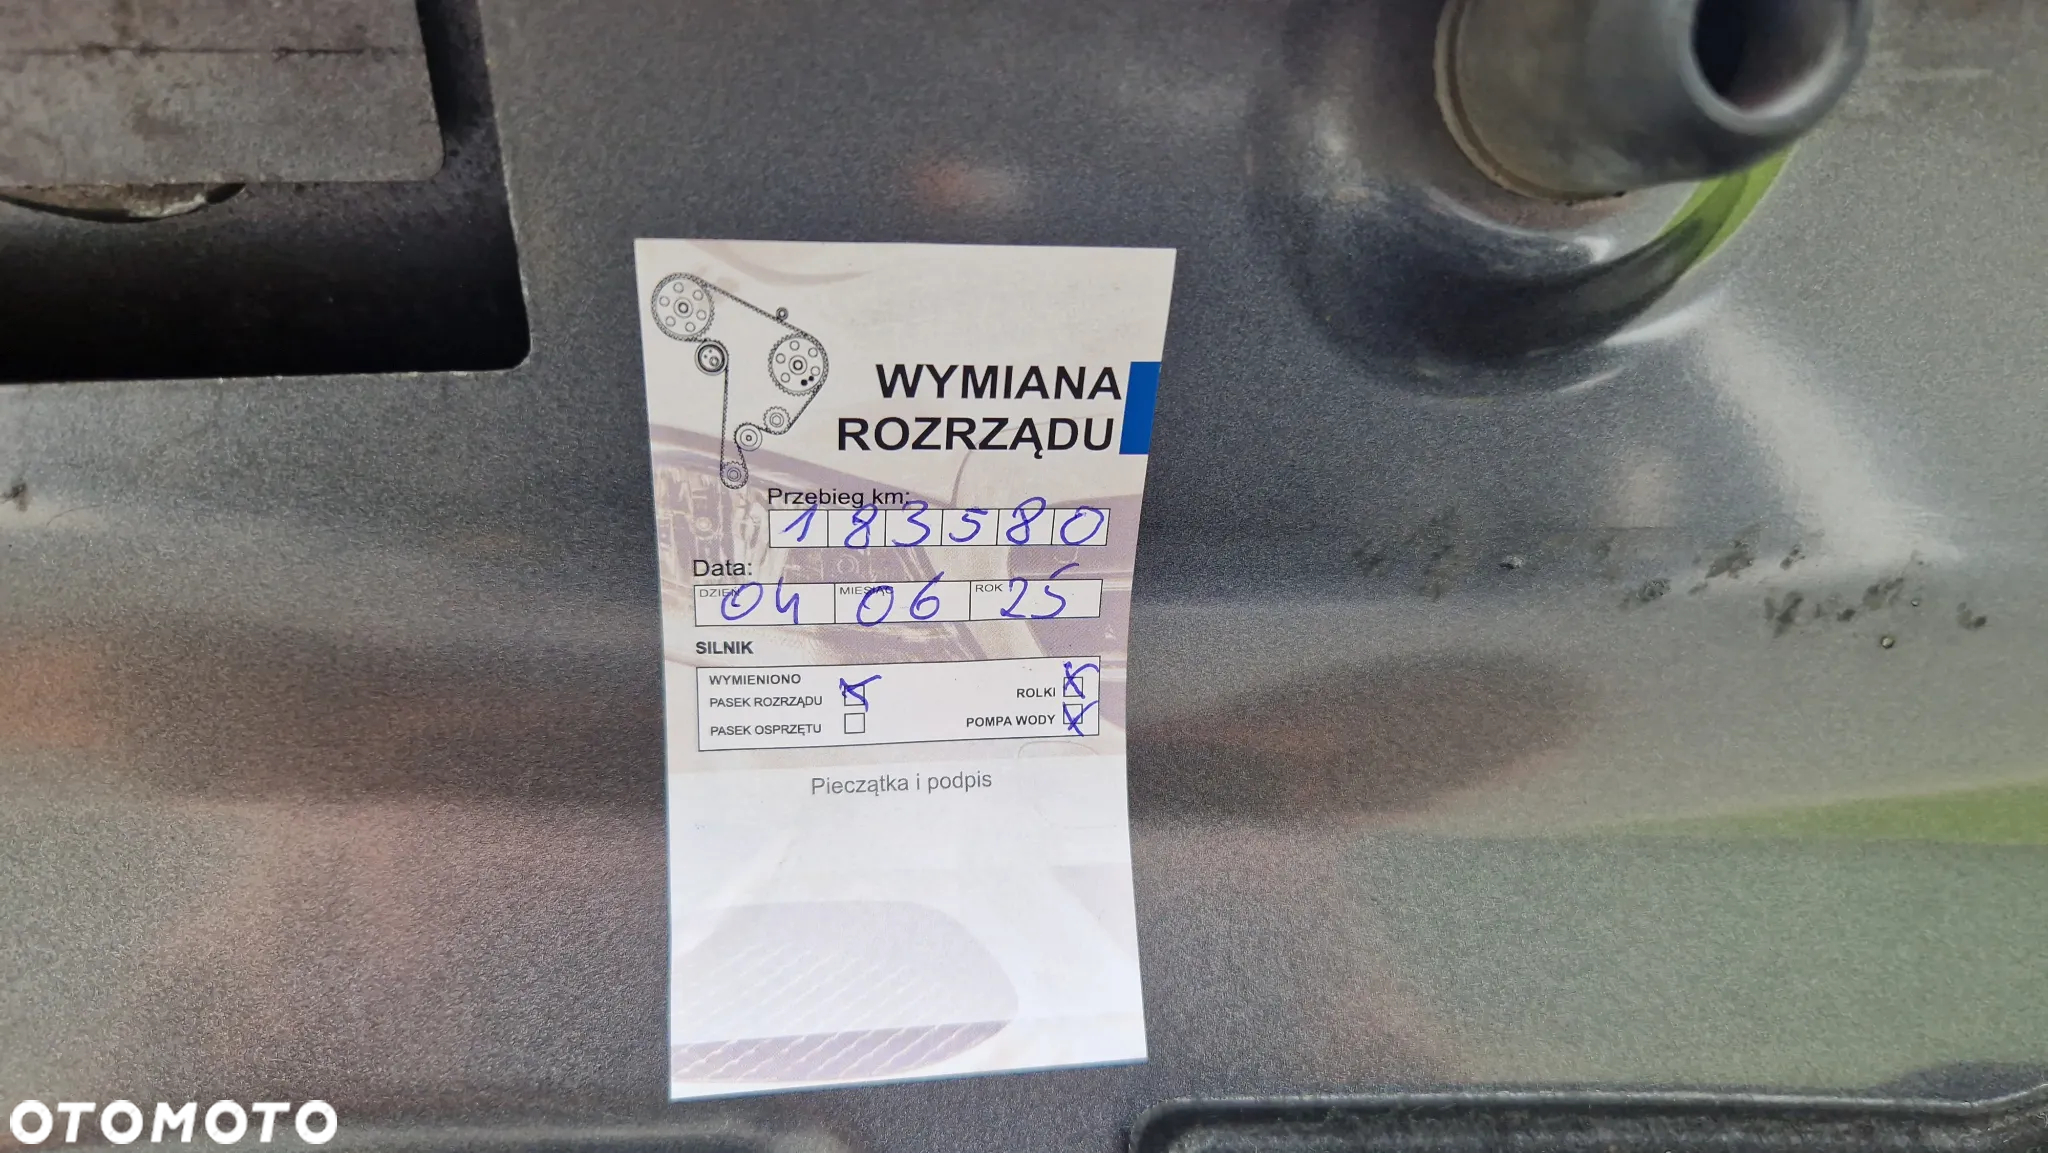 WYMIANA
ROZRZĄDU
Przebieg km:
183580
Data:
DZIEŃ 04 MIESIĄC 06 ROK 25
SILNIK
WYMIENIONO
PASEK ROZRZĄDU X ROLKI X
PASEK OSPRZĘTU POMPA WODY X
Pieczątka i podpis
OTOMOTO